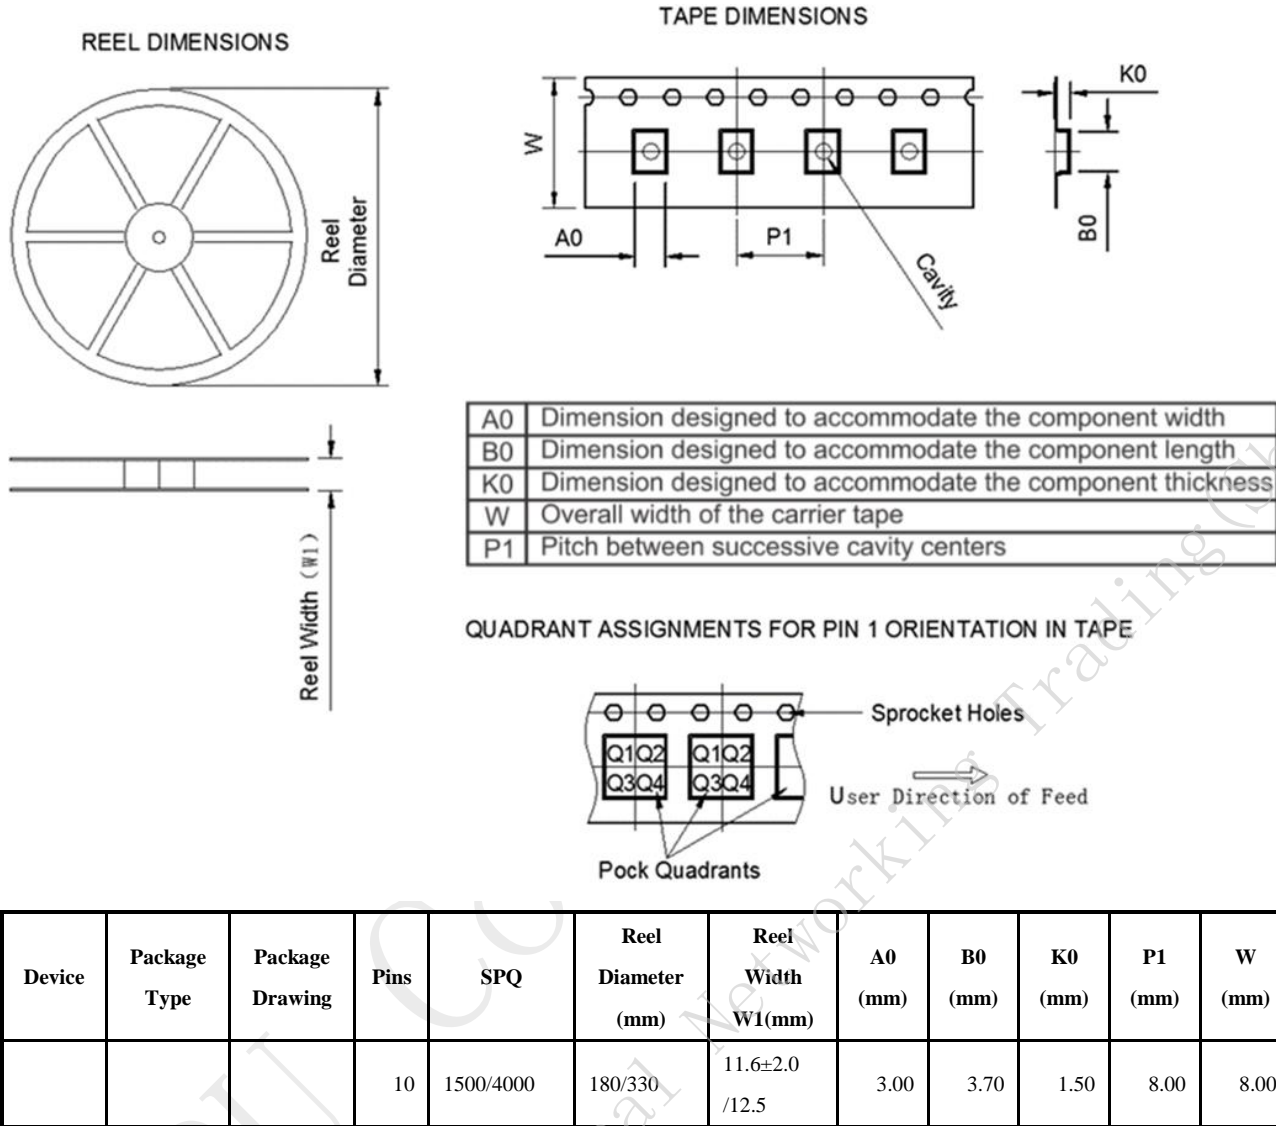 REEL DIMENSIONS
TAPE DIMENSIONS
Reel
Diameter
Reel Width (W1)
W
A0
P1
Cavity
K0
B0
A0 Dimension designed to accommodate the component width
B0 Dimension designed to accommodate the component length
K0 Dimension designed to accommodate the component thickness
W Overall width of the carrier tape
P1 Pitch between successive cavity centers
QUADRANT ASSIGNMENTS FOR PIN 1 ORIENTATION IN TAPE
Sprocket Holes
Q1 Q2 Q1 Q2
Q3 Q4 Q3 Q4
User Direction of Feed
Pock Quadrants
Device Package Type Package Drawing Pins SPQ Reel Diameter (mm) Reel Width W1(mm) A0 (mm) B0 (mm) K0 (mm) P1 (mm) W (mm)
10 1500/4000 180/330 11.6±2.0 /12.5 3.00 3.70 1.50 8.00 8.00
Networking Trading